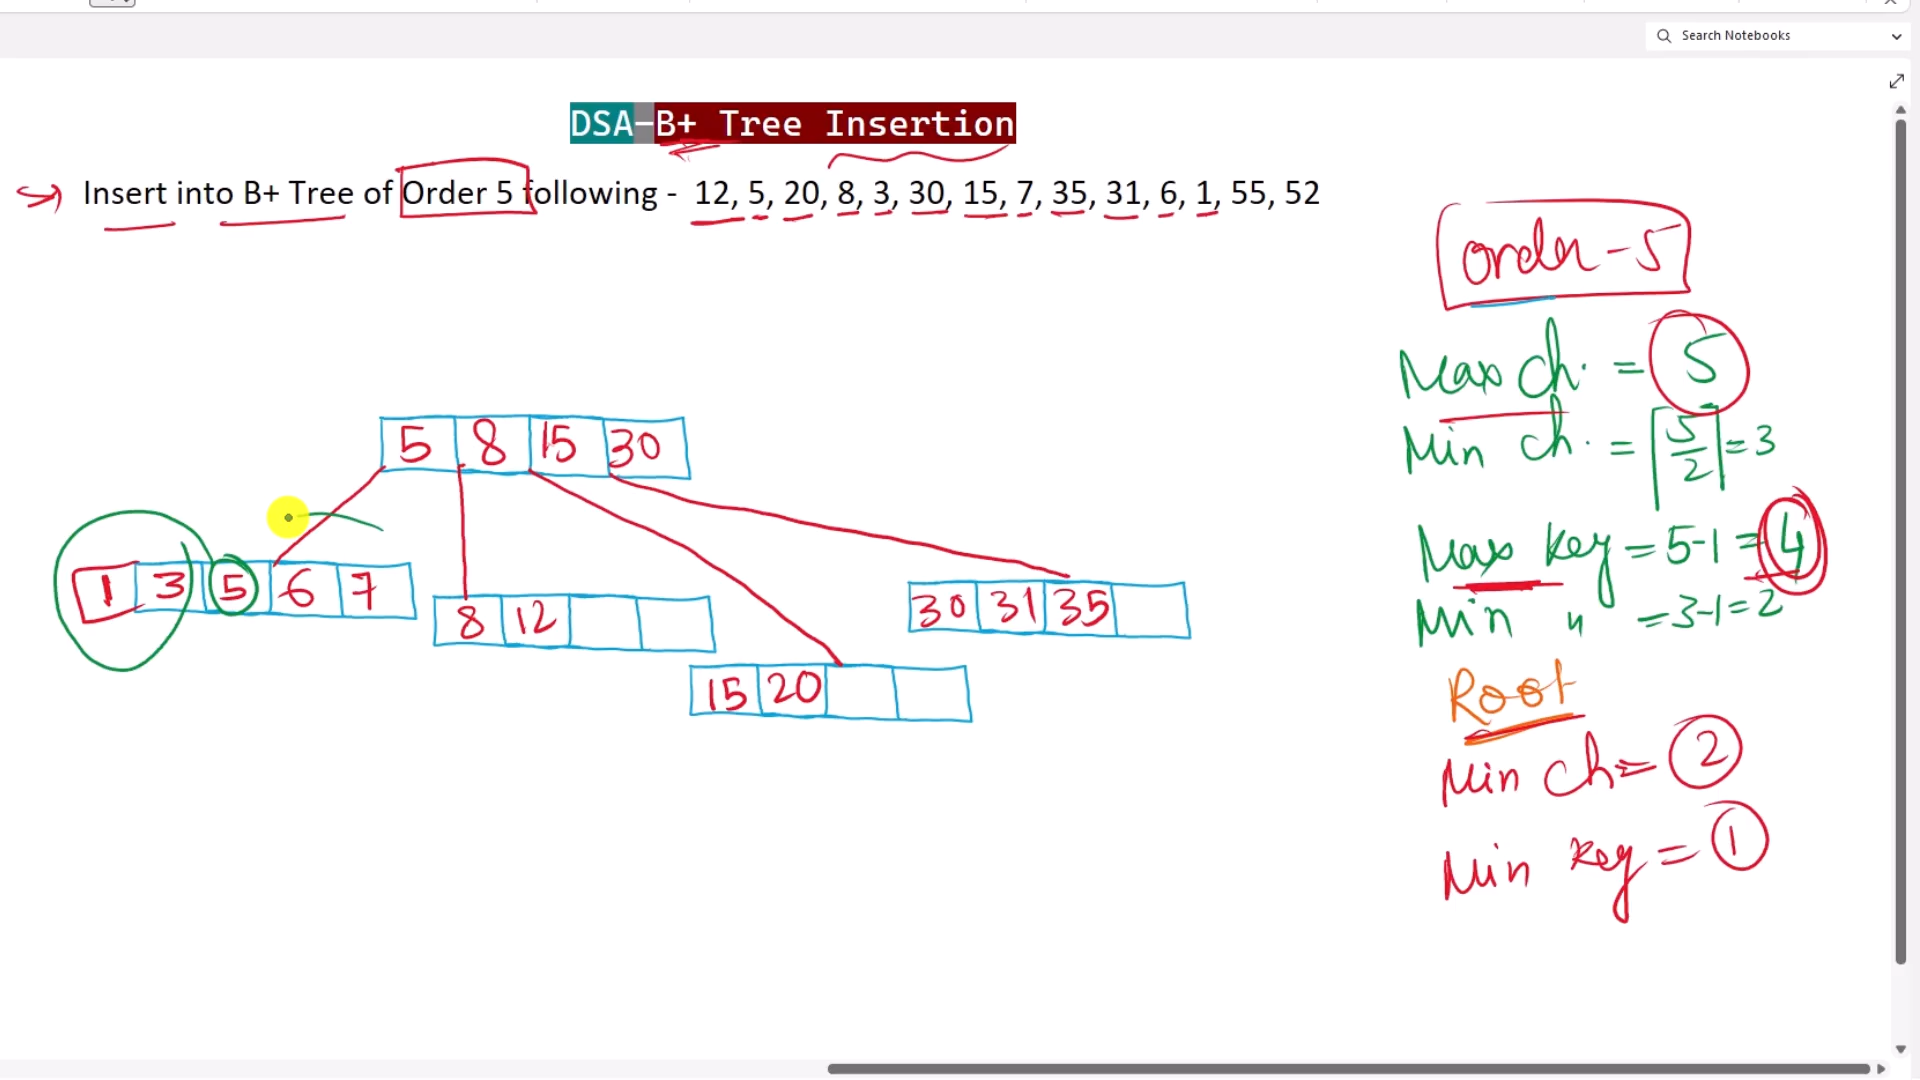 Search Notebooks
DSA-B+ Tree Insertion
Insert into B+ Tree of Order 5 following - 12, 5, 20, 8, 3, 30, 15, 7, 35, 31, 6, 1, 55, 52
order-5
Max ch. = 5
Min ch. = ⌈5/2⌉ = 3
Max key = 5-1 = 4
Min " = 3-1 = 2
Root
Min ch = 2
Min key = 1
5 8 15 30
1 3 5 6 7
8 12
15 20
30 31 35